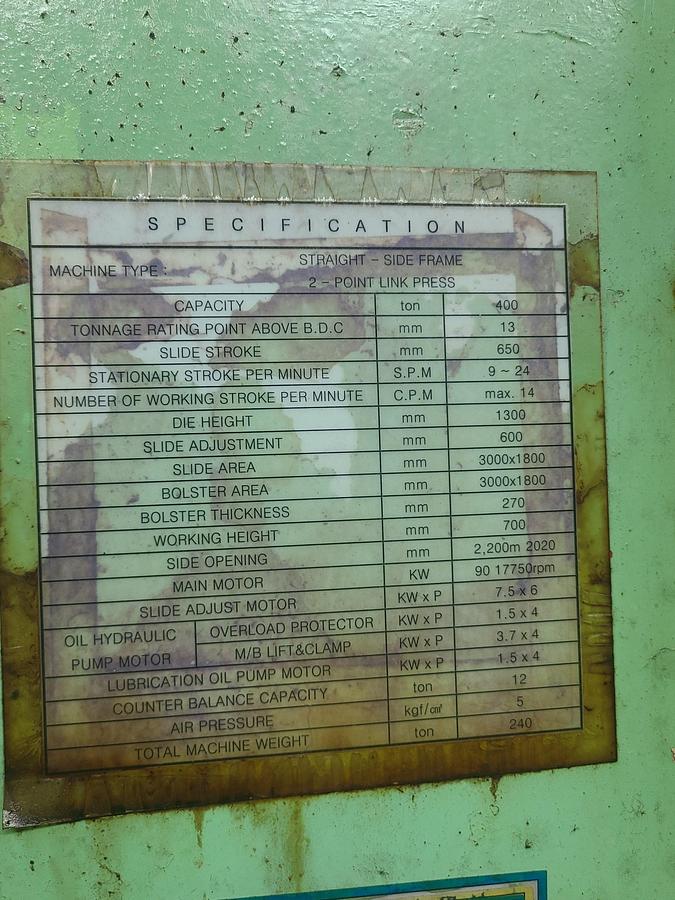 SPECIFICATION
MACHINE TYPE : STRAIGHT - SIDE FRAME
2 - POINT LINK PRESS
CAPACITY ton 400
TONNAGE RATING POINT ABOVE B.D.C mm 13
SLIDE STROKE mm 650
STATIONARY STROKE PER MINUTE S.P.M 9 ~ 24
NUMBER OF WORKING STROKE PER MINUTE C.P.M max. 14
DIE HEIGHT mm 1300
SLIDE ADJUSTMENT mm 600
SLIDE AREA mm 3000x1800
BOLSTER AREA mm 3000x1800
BOLSTER THICKNESS mm 270
WORKING HEIGHT mm 700
SIDE OPENING mm 2,200m 2020
MAIN MOTOR KW 90 17750rpm
SLIDE ADJUST MOTOR KW x P 7.5 x 6
OIL HYDRAULIC PUMP MOTOR OVERLOAD PROTECTOR KW x P 1.5 x 4
M/B LIFT&CLAMP KW x P 3.7 x 4
LUBRICATION OIL PUMP MOTOR KW x P 1.5 x 4
COUNTER BALANCE CAPACITY ton 12
AIR PRESSURE kgf/㎠ 5
TOTAL MACHINE WEIGHT ton 240